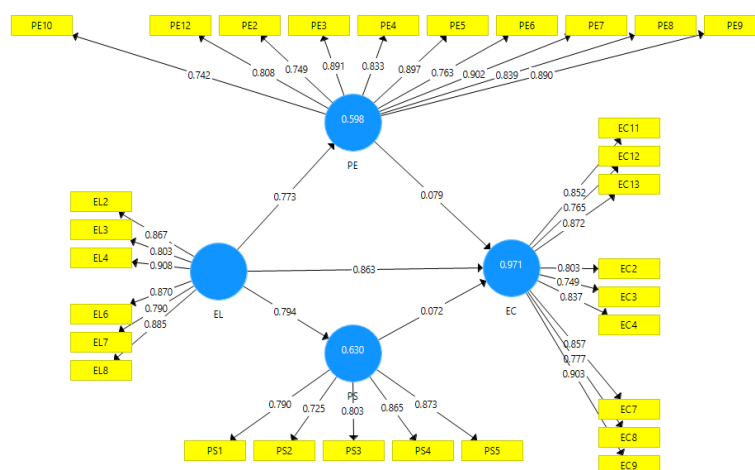 PE10 PE12 PE2 PE3 PE4 PE5 PE6 PE7 PE8 PE9
0.742 0.808 0.749 0.891 0.833 0.897 0.763 0.902 0.839 0.890
0.598
PE
EC11
EC12
EC13
0.852
0.765
0.872
0.773
0.079
EL2
EL3
EL4
0.867
0.803
0.908
EL6
EL7
EL8
0.870
0.790
0.885
EL
0.863
0.971
EC
0.803
0.749
0.837
EC2
EC3
EC4
0.794
0.072
0.630
PS
0.857
0.777
0.903
EC7
EC8
EC9
0.790 0.725 0.803 0.865 0.873
PS1 PS2 PS3 PS4 PS5